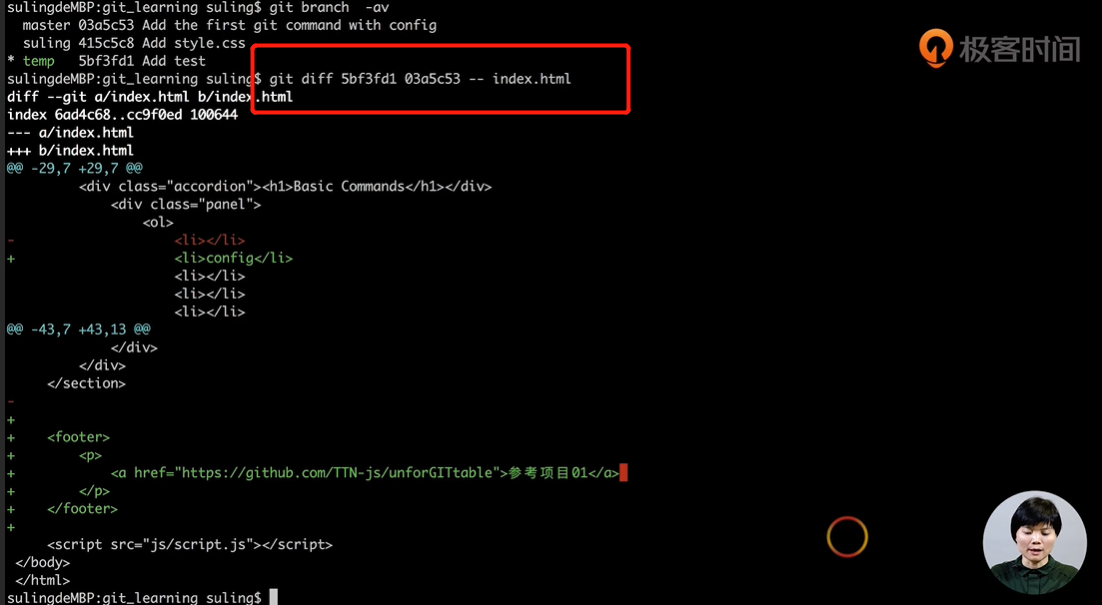 sulingdeMBP:git_learning suling$ git branch  -av
  master 03a5c53 Add the first git command with config
  suling 415c5c8 Add style.css
* temp   5bf3fd1 Add test
sulingdeMBP:git_learning suling$ git diff 5bf3fd1 03a5c53 -- index.html
diff --git a/index.html b/index.html
index 6ad4c68..cc9f0ed 100644
--- a/index.html
+++ b/index.html
@@ -29,7 +29,7 @@
         <div class="accordion"><h1>Basic Commands</h1></div>
             <div class="panel">
                 <ol>
-                    <li></li>
+                    <li>config</li>
                     <li></li>
                     <li></li>
                     <li></li>
@@ -43,7 +43,13 @@
             </div>
         </div>
     </section>
-
+
+    <footer>
+        <p>
+            <a href="https://github.com/TTN-js/unforGITtable">参考项目01</a>
+        </p>
+    </footer>
+
     <script src="js/script.js"></script>
 </body>
 </html>
sulingdeMBP:git_learning suling$
极客时间